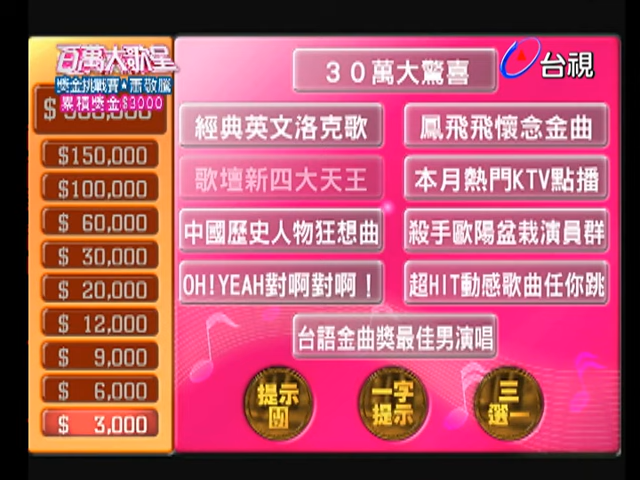 百萬大歌星
獎金挑戰賽▲蕭敬騰
累積獎金$3000
台視
30萬大驚喜
經典英文洛克歌
鳳飛飛懷念金曲
歌壇新四大天王
本月熱門KTV點播
中國歷史人物狂想曲
殺手歐陽盆栽演員群
OH!YEAH對啊對啊!
超HIT動感歌曲任你跳
台語金曲獎最佳男演唱
提示團
一字提示
三選一
$150,000
$100,000
$ 60,000
$ 30,000
$ 20,000
$ 12,000
$ 9,000
$ 6,000
$ 3,000